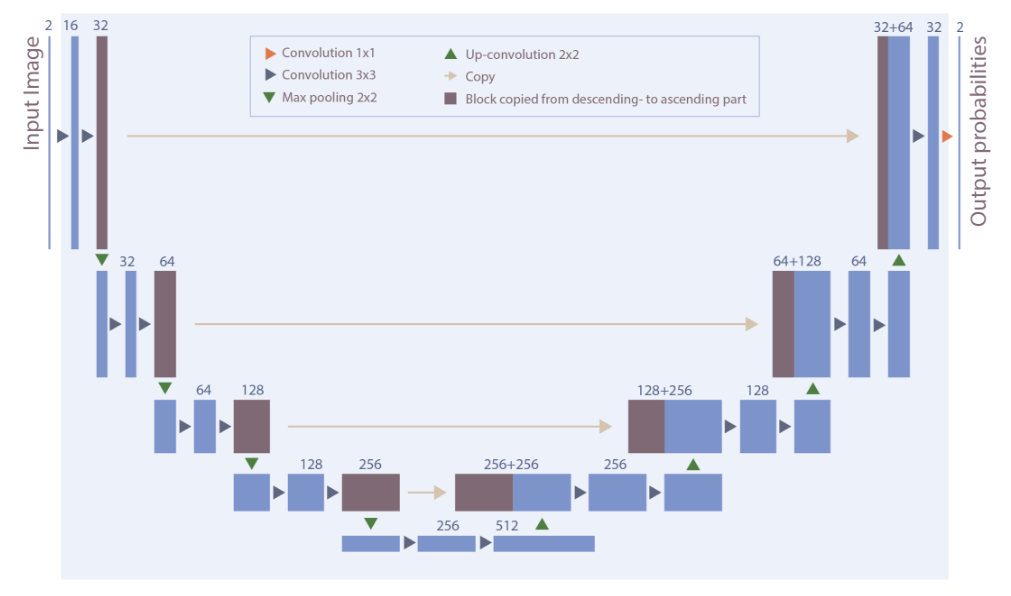 2 16 32
Input Image
Convolution 1x1
Convolution 3x3
Max pooling 2x2
Up-convolution 2x2
Copy
Block copied from descending- to ascending part
32+64 32 2
Output probabilities
32 64
64+128 64
64 128
128+256 128
128 256
256+256 256
256 512